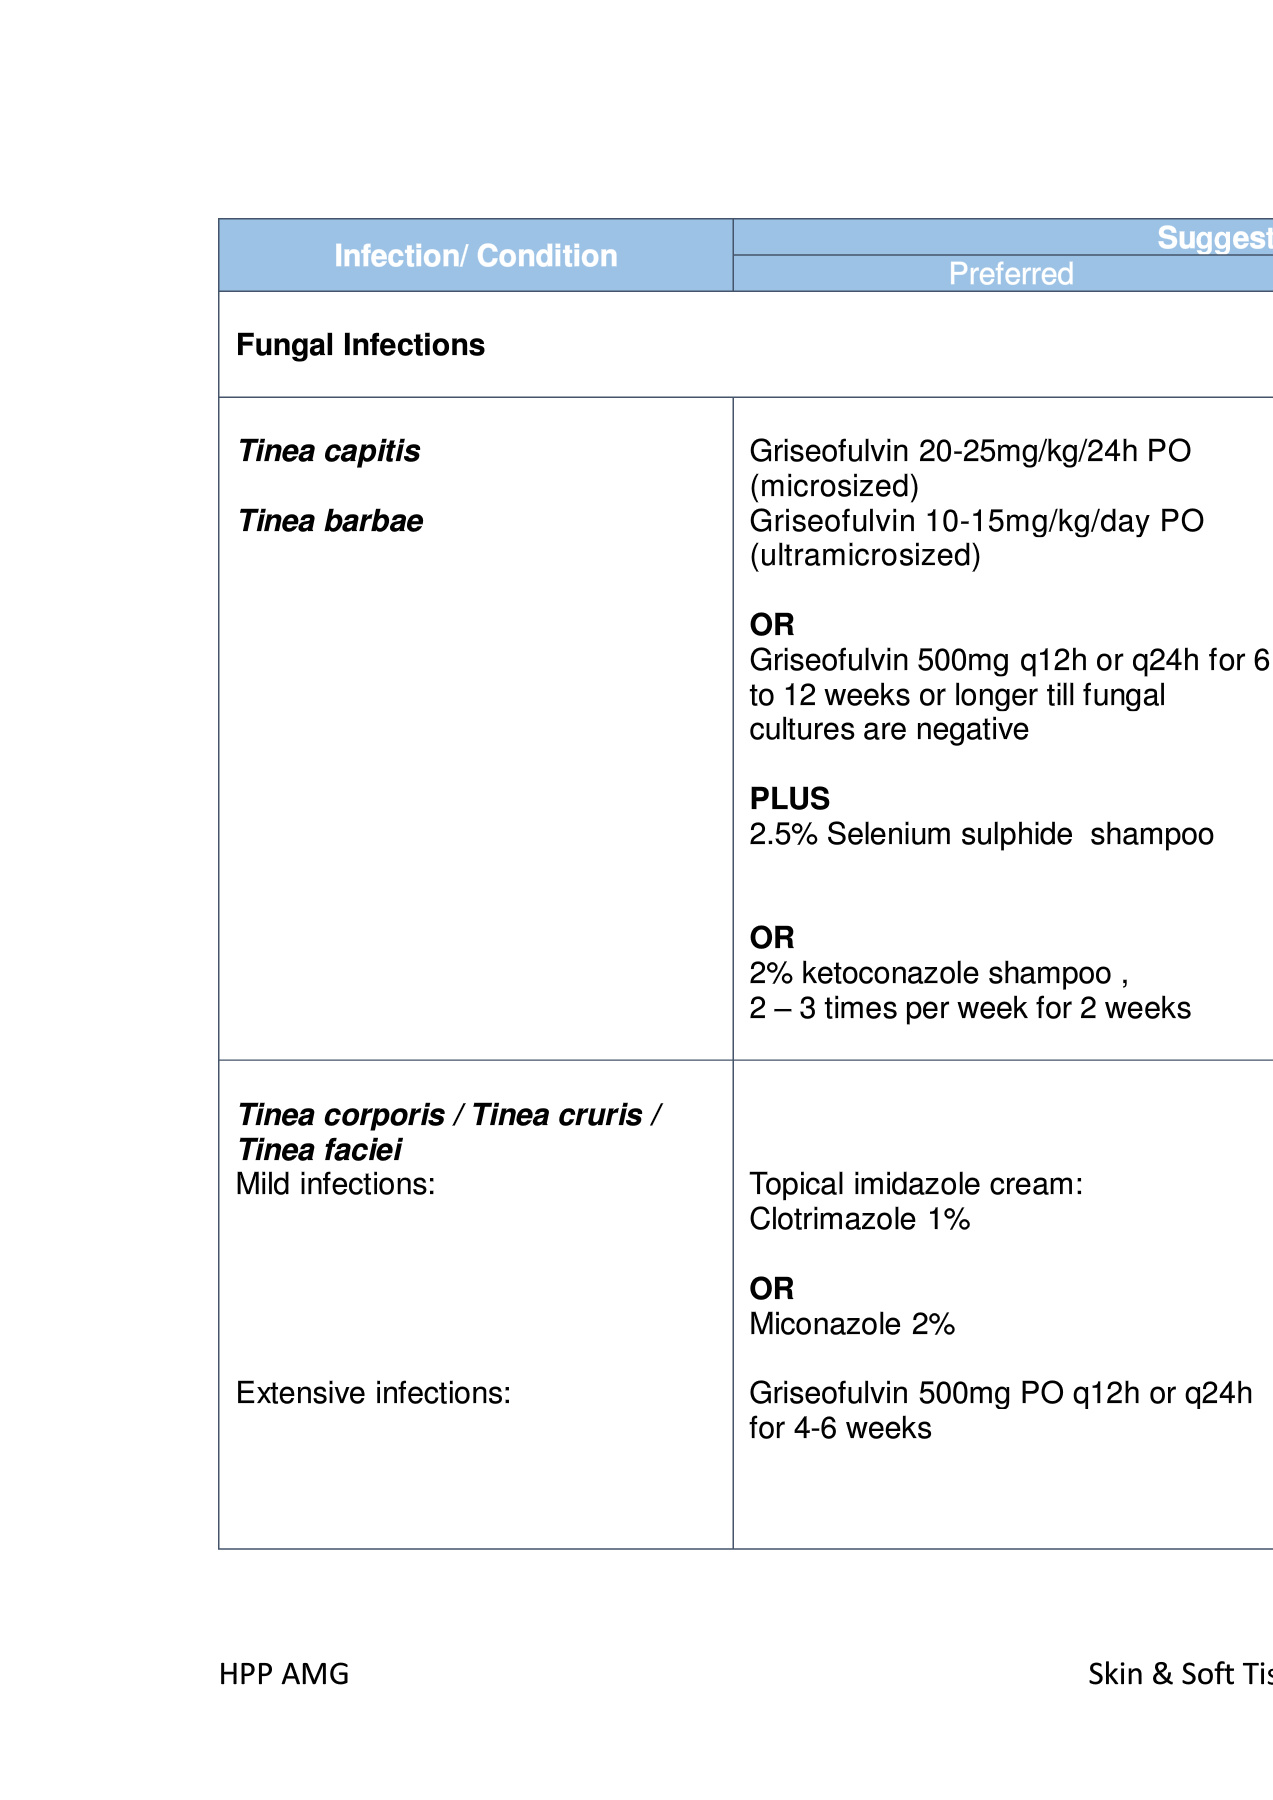 Infection/ Condition
Suggest
Preferred
Fungal Infections
Tinea capitis
Tinea barbae
Griseofulvin 20-25mg/kg/24h PO
(microsized)
Griseofulvin 10-15mg/kg/day PO
(ultramicrosized)
OR
Griseofulvin 500mg q12h or q24h for 6
to 12 weeks or longer till fungal
cultures are negative
PLUS
2.5% Selenium sulphide  shampoo
OR
2% ketoconazole shampoo ,
2 – 3 times per week for 2 weeks
Tinea corporis / Tinea cruris /
Tinea faciei
Mild infections:
Topical imidazole cream:
Clotrimazole 1%
OR
Miconazole 2%
Extensive infections:
Griseofulvin 500mg PO q12h or q24h
for 4-6 weeks
HPP AMG
Skin & Soft Tis